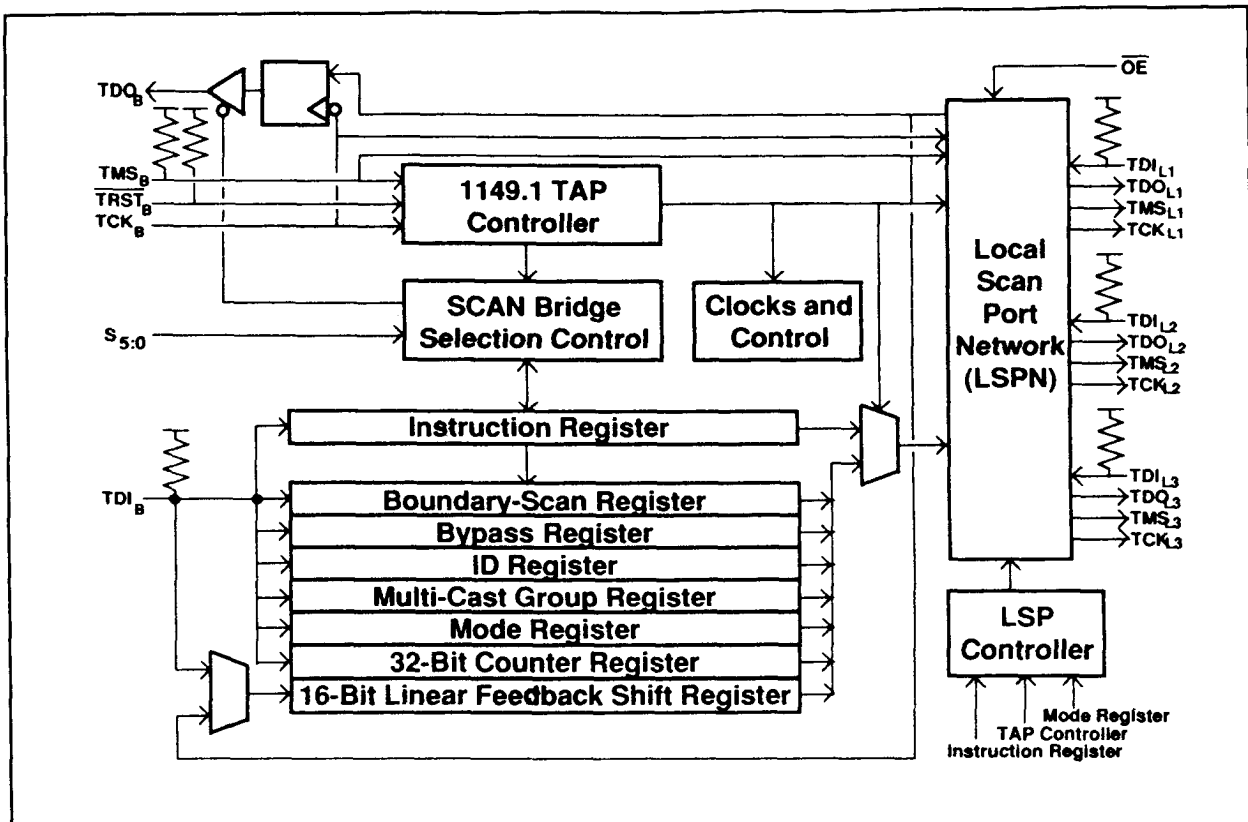 OE
TDO_B
TMS_B
TRST_B
TCK_B
1149.1 TAP
Controller
SCAN Bridge
Selection Control
S_5:0
Clocks and
Control
Local
Scan
Port
Network
(LSPN)
TDI_L1
TDO_L1
TMS_L1
TCK_L1
TDI_L2
TDO_L2
TMS_L2
TCK_L2
TDI_L3
TDO_L3
TMS_L3
TCK_L3
Instruction Register
TDI_B
Boundary-Scan Register
Bypass Register
ID Register
Multi-Cast Group Register
Mode Register
32-Bit Counter Register
16-Bit Linear Feedback Shift Register
LSP
Controller
Mode Register
TAP Controller
Instruction Register